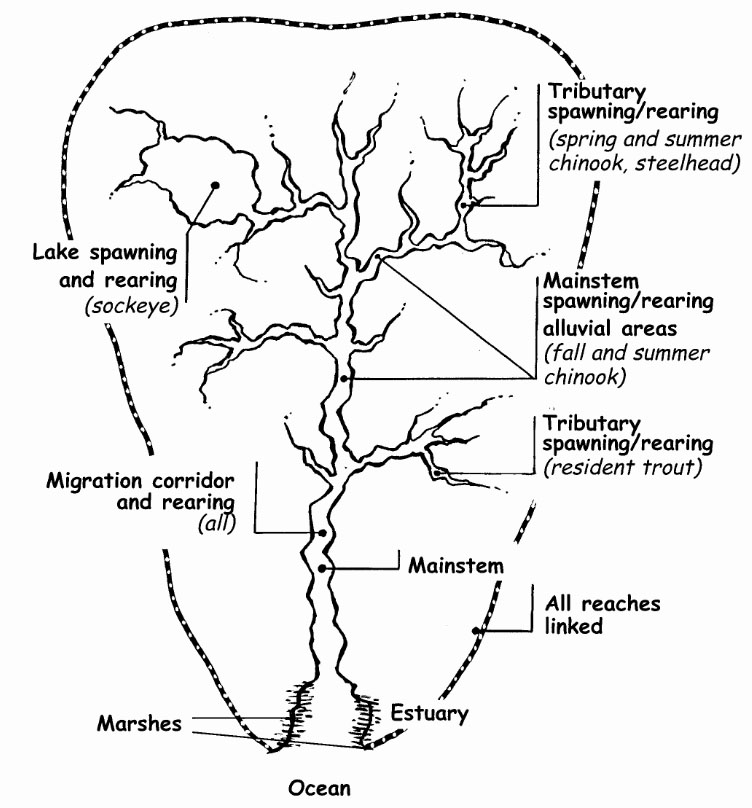 Tributary
spawning/rearing
(spring and summer
chinook, steelhead)
Lake spawning
and rearing
(sockeye)
Mainstem
spawning/rearing
alluvial areas
(fall and summer
chinook)
Tributary
spawning/rearing
(resident trout)
Migration corridor
and rearing
(all)
Mainstem
All reaches
linked
Estuary
Marshes
Ocean